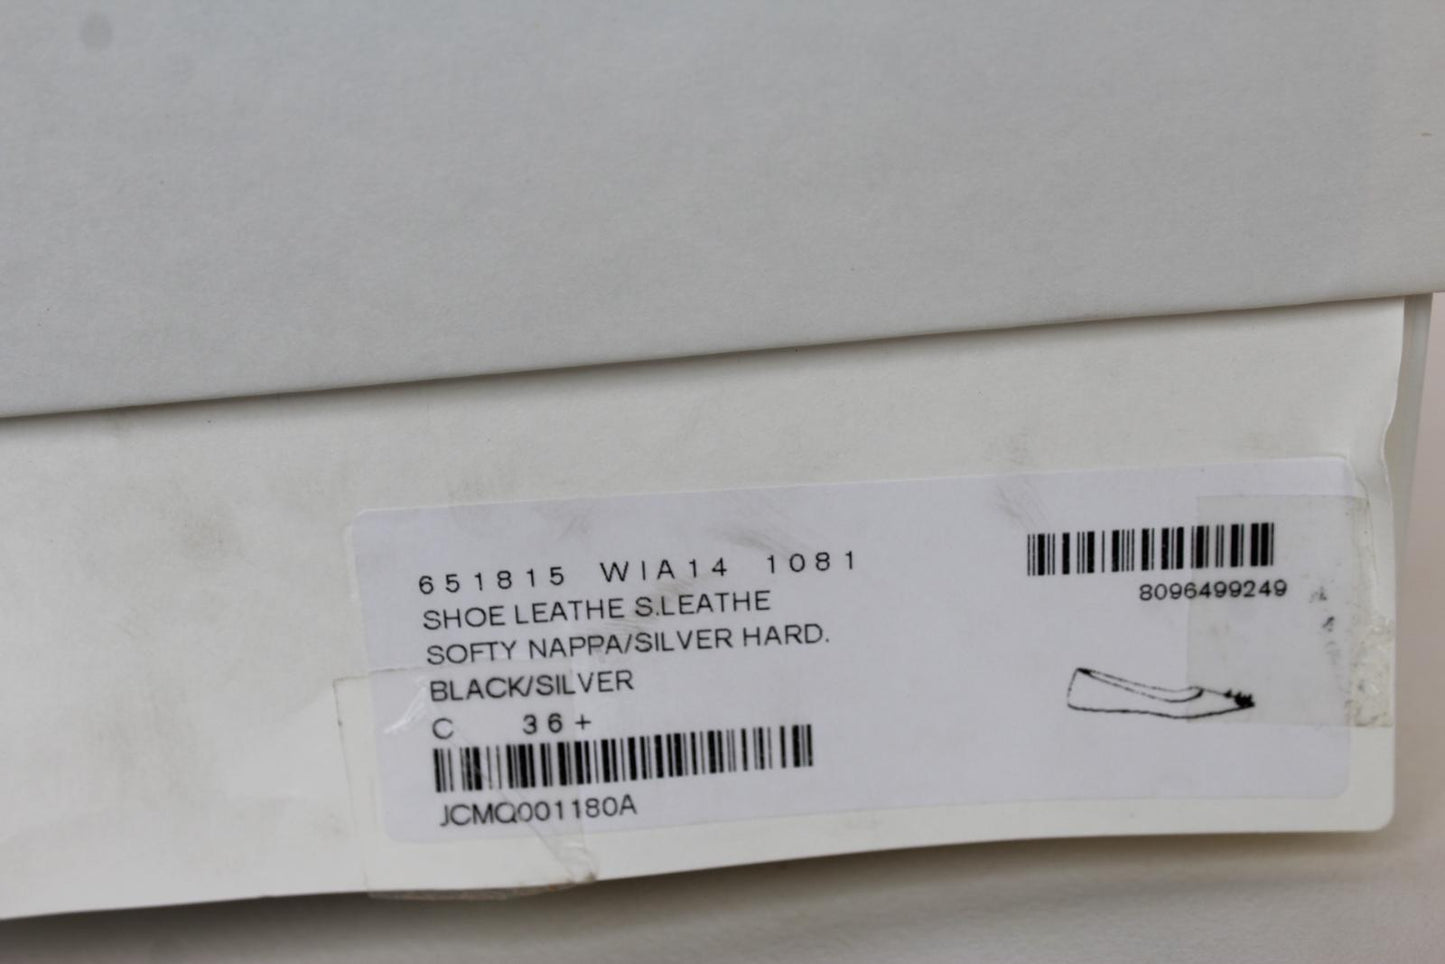 651815 WIA14 1081
SHOE LEATHE S.LEATHE
SOFTY NAPPA/SILVER HARD.
BLACK/SILVER
C 36+
JCMQ001180A
8096499249